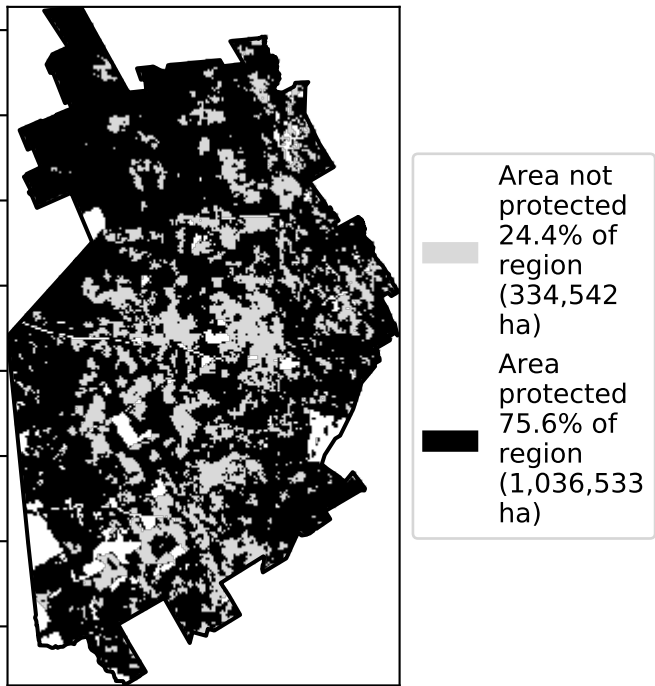 Area not
protected
24.4% of
region
(334,542
ha)
Area
protected
75.6% of
region
(1,036,533
ha)